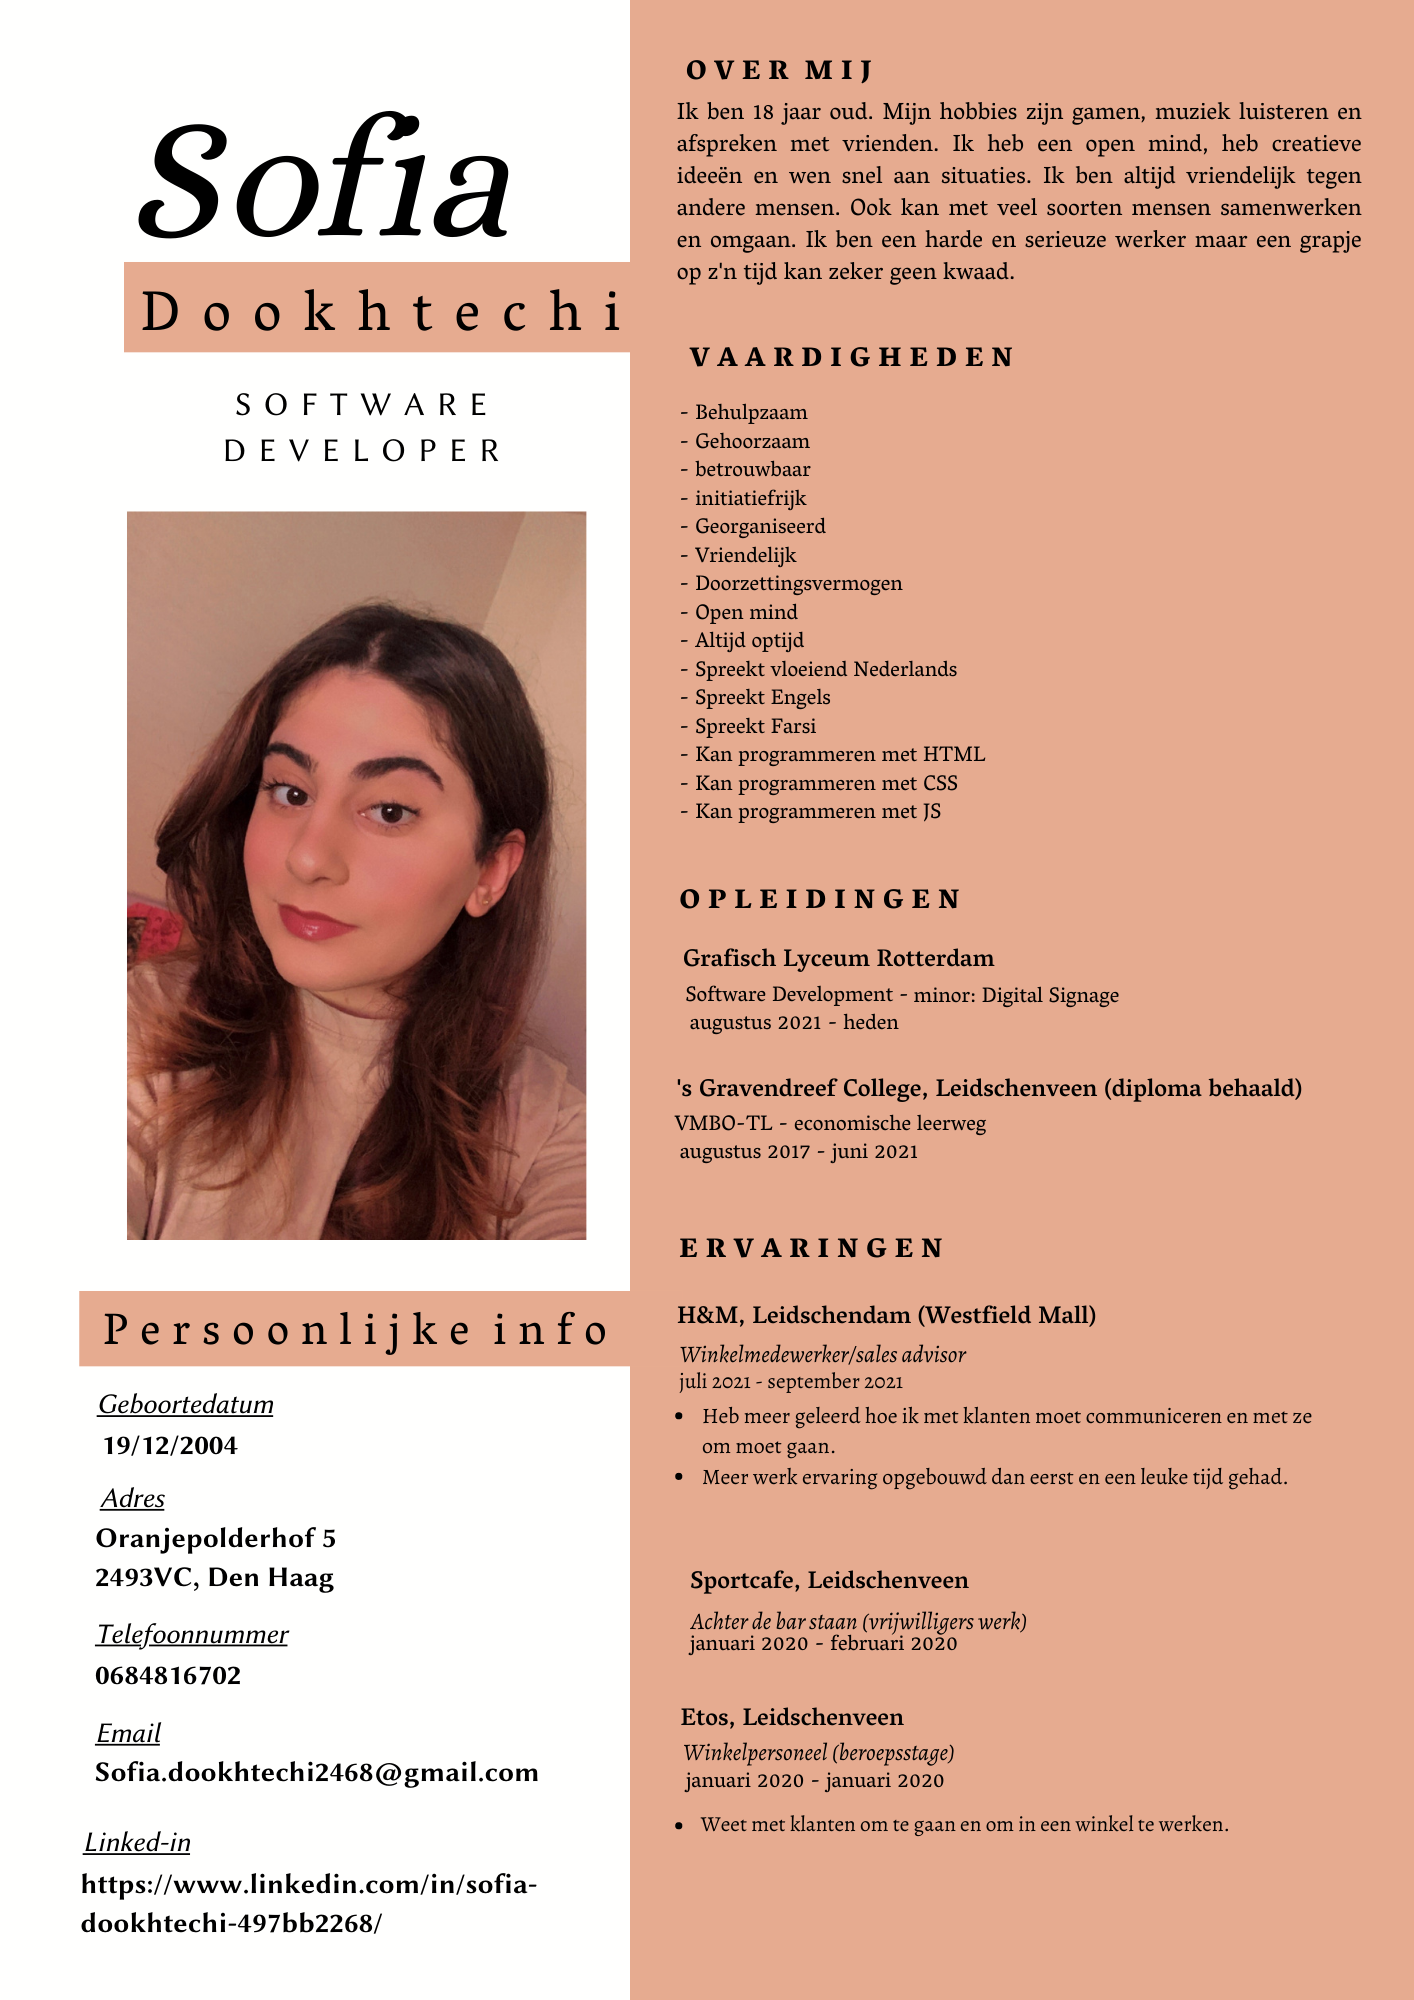 Sofia
Dookhtechi
SOFTWARE
DEVELOPER
Persoonlijke info
Geboortedatum
19/12/2004
Adres
Oranjepolderhof 5
2493VC, Den Haag
Telefoonnummer
0684816702
Email
Sofia.dookhtechi2468@gmail.com
Linked-in
https://www.linkedin.com/in/sofia-
dookhtechi-497bb2268/
OVER MIJ
Ik ben 18 jaar oud. Mijn hobbies zijn gamen, muziek luisteren en
afspreken met vrienden. Ik heb een open mind, heb creatieve
ideeën en wen snel aan situaties. Ik ben altijd vriendelijk tegen
andere mensen. Ook kan met veel soorten mensen samenwerken
en omgaan. Ik ben een harde en serieuze werker maar een grapje
op z'n tijd kan zeker geen kwaad.
VAARDIGHEDEN
- Behulpzaam
- Gehoorzaam
- betrouwbaar
- initiatiefrijk
- Georganiseerd
- Vriendelijk
- Doorzettingsvermogen
- Open mind
- Altijd optijd
- Spreekt vloeiend Nederlands
- Spreekt Engels
- Spreekt Farsi
- Kan programmeren met HTML
- Kan programmeren met CSS
- Kan programmeren met JS
OPLEIDINGEN
Grafisch Lyceum Rotterdam
Software Development - minor: Digital Signage
augustus 2021 - heden
's Gravendreef College, Leidschenveen (diploma behaald)
VMBO-TL - economische leerweg
augustus 2017 - juni 2021
ERVARINGEN
H&M, Leidschendam (Westfield Mall)
Winkelmedewerker/sales advisor
juli 2021 - september 2021
• Heb meer geleerd hoe ik met klanten moet communiceren en met ze
om moet gaan.
• Meer werk ervaring opgebouwd dan eerst en een leuke tijd gehad.
Sportcafe, Leidschenveen
Achter de bar staan (vrijwilligers werk)
januari 2020 - februari 2020
Etos, Leidschenveen
Winkelpersoneel (beroepsstage)
januari 2020 - januari 2020
• Weet met klanten om te gaan en om in een winkel te werken.